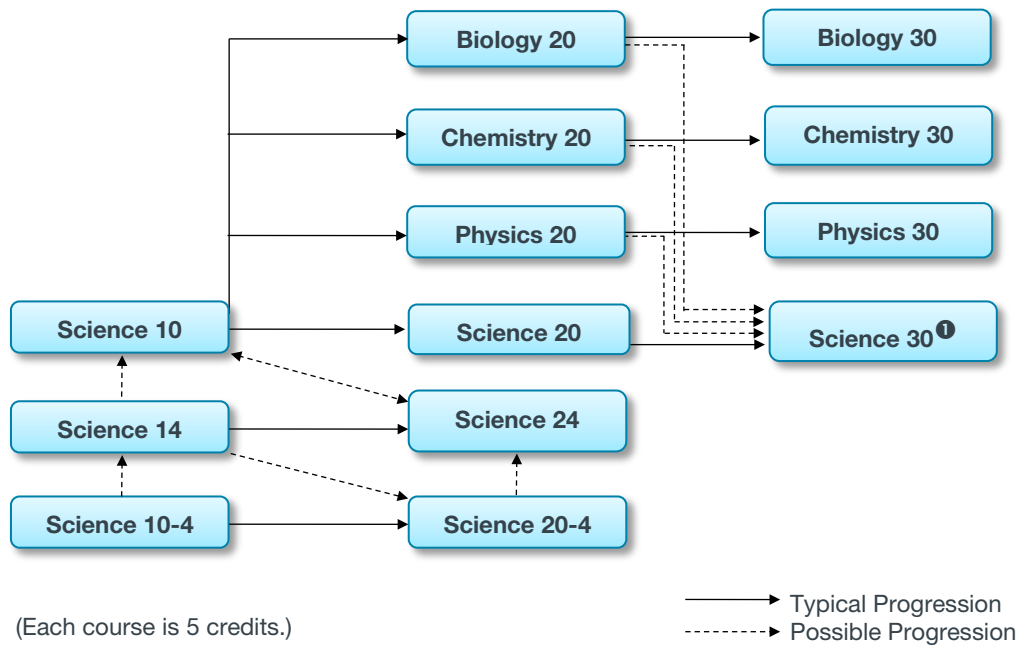 Biology 20
Biology 30
Chemistry 20
Chemistry 30
Physics 20
Physics 30
Science 10
Science 20
Science 30❶
Science 14
Science 24
Science 10-4
Science 20-4
(Each course is 5 credits.)
Typical Progression
Possible Progression